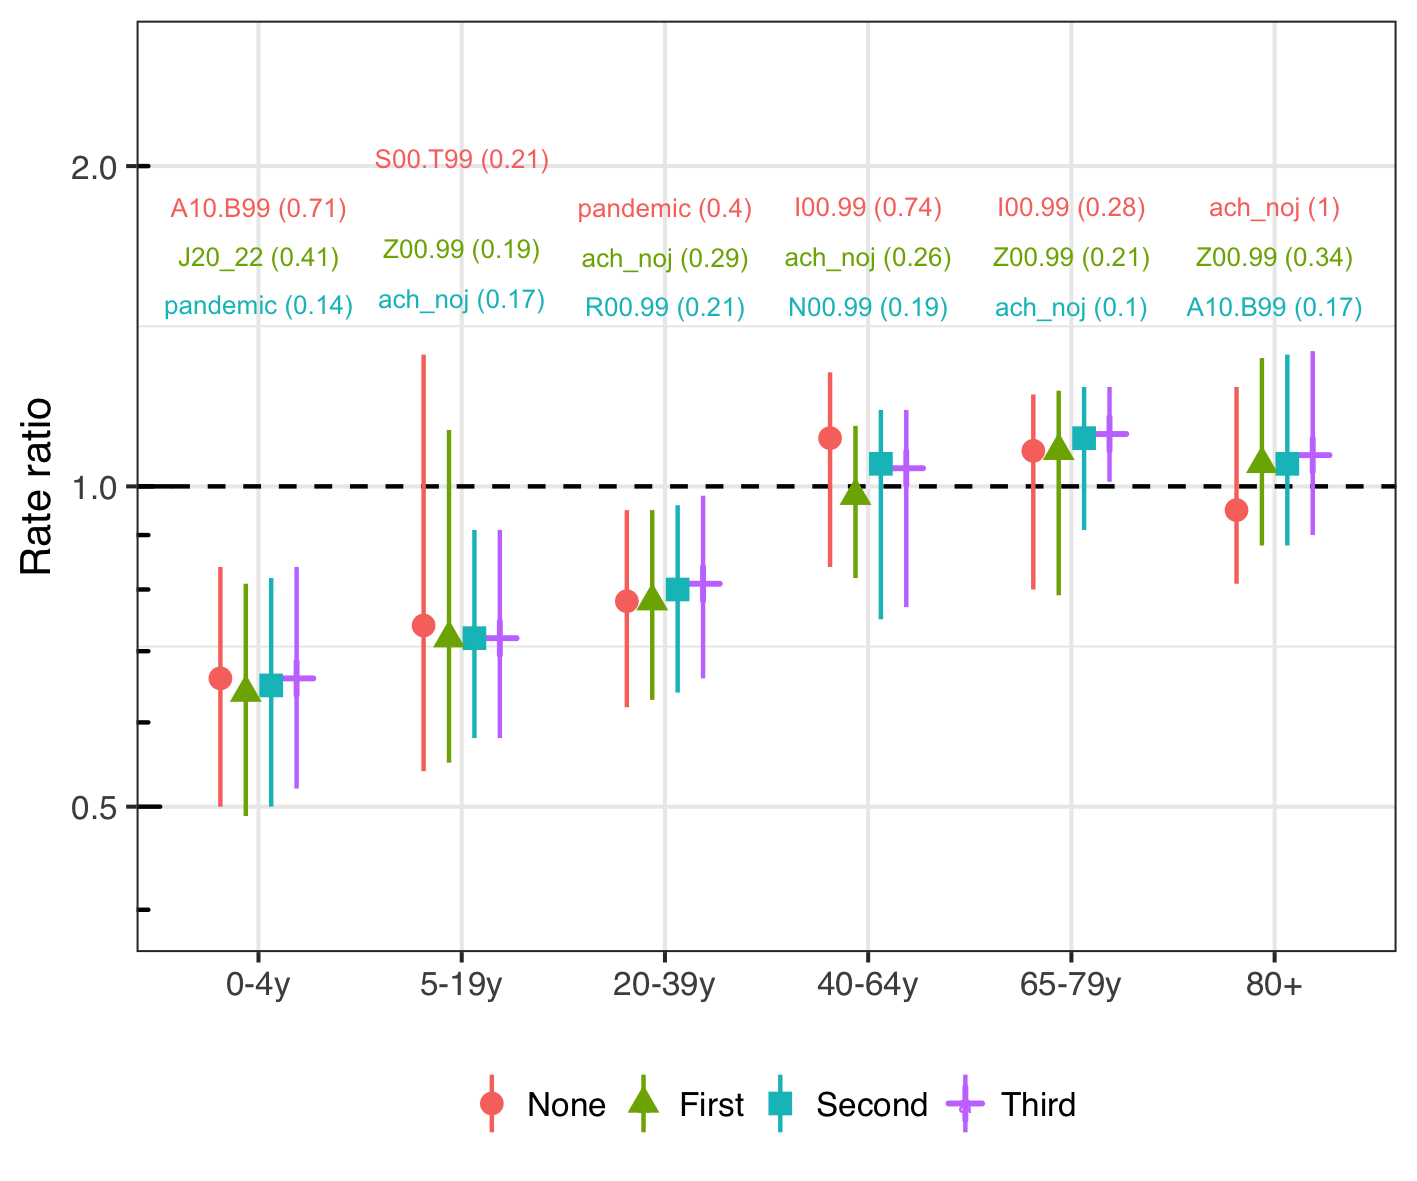 Rate ratio
2.0
1.0
0.5
S00.T99 (0.21)
A10.B99 (0.71)
pandemic (0.4)
I00.99 (0.74)
I00.99 (0.28)
ach_noj (1)
J20_22 (0.41)
Z00.99 (0.19)
ach_noj (0.29)
ach_noj (0.26)
Z00.99 (0.21)
Z00.99 (0.34)
pandemic (0.14)
ach_noj (0.17)
R00.99 (0.21)
N00.99 (0.19)
ach_noj (0.1)
A10.B99 (0.17)
0-4y
5-19y
20-39y
40-64y
65-79y
80+
None
First
Second
Third